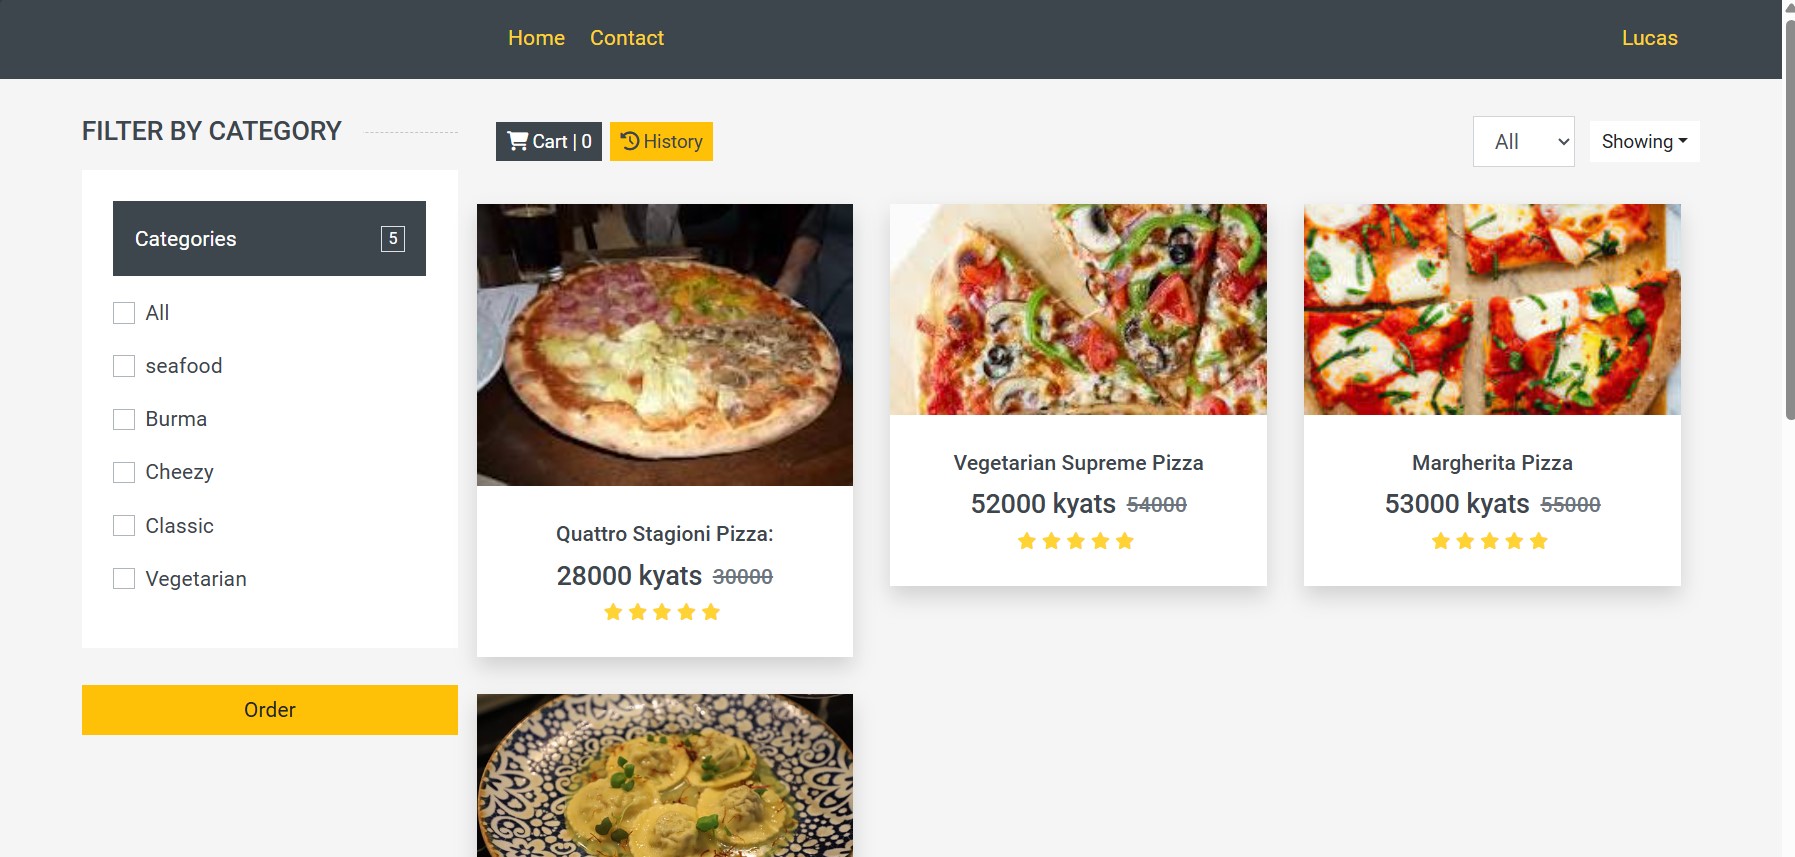 Home Contact Lucas
FILTER BY CATEGORY
Cart | 0 History All Showing
Categories 5
All
seafood
Burma
Cheezy
Classic
Vegetarian
Order
Quattro Stagioni Pizza:
28000 kyats 30000
Vegetarian Supreme Pizza
52000 kyats 54000
Margherita Pizza
53000 kyats 55000